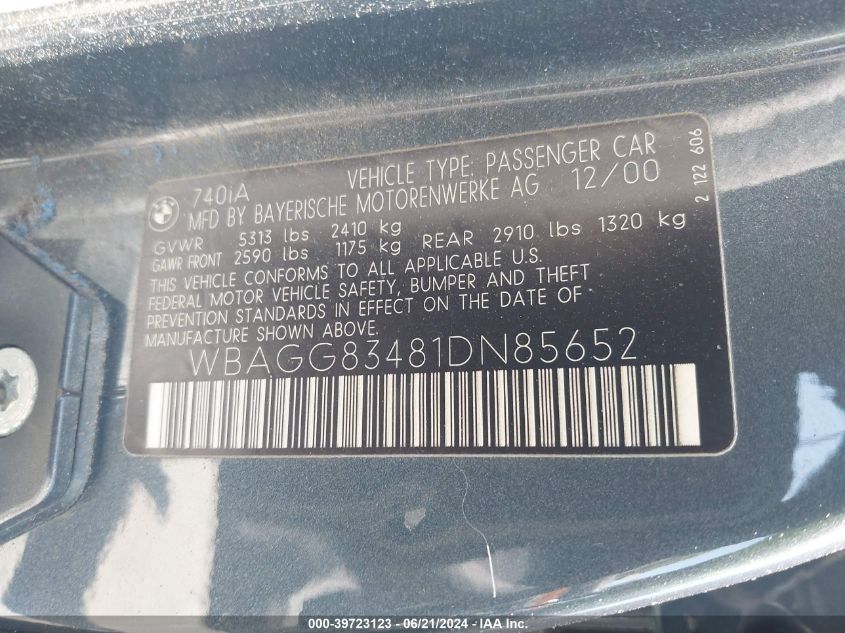 740iA VEHICLE TYPE: PASSENGER CAR
MFD BY BAYERISCHE MOTORENWERKE AG 12/00
GVWR 5313 lbs 2410 kg
GAWR FRONT 2590 lbs 1175 kg REAR 2910 lbs 1320 kg
THIS VEHICLE CONFORMS TO ALL APPLICABLE U.S.
FEDERAL MOTOR VEHICLE SAFETY, BUMPER AND THEFT
PREVENTION STANDARDS IN EFFECT ON THE DATE OF
MANUFACTURE SHOWN ABOVE.
WBAGG83481DN85652
2 122 606
000-39723123 - 06/21/2024 - IAA Inc.